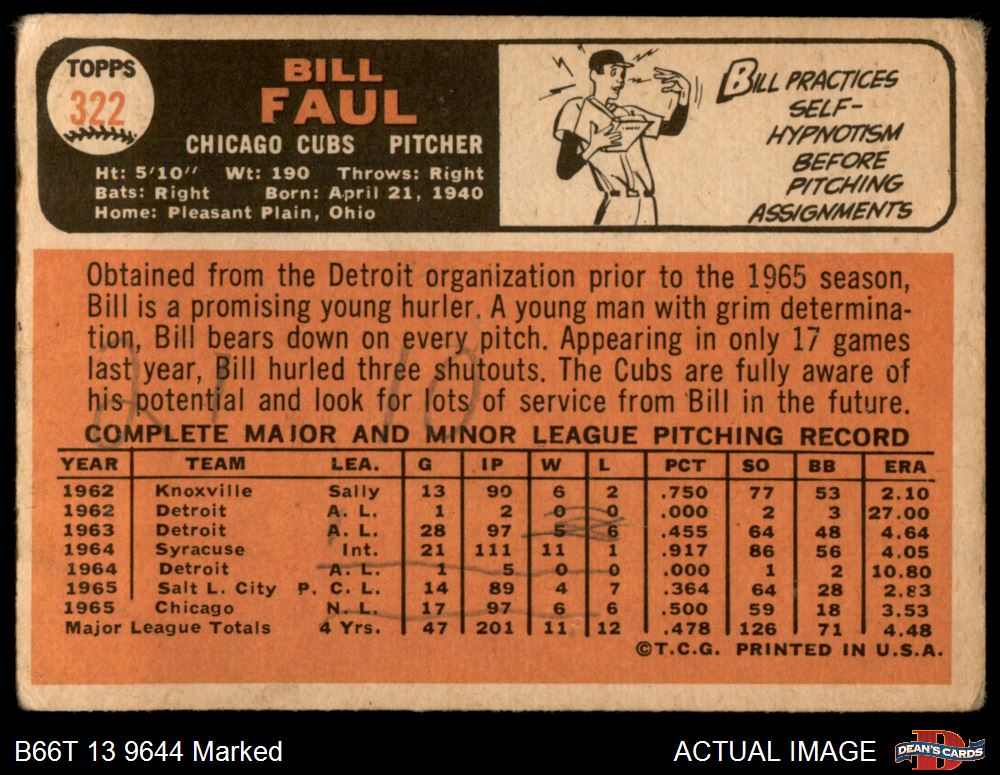 TOPPS
322
BILL
FAUL
CHICAGO CUBS PITCHER
Ht: 5'10" Wt: 190 Throws: Right
Bats: Right Born: April 21, 1940
Home: Pleasant Plain, Ohio
BILL PRACTICES
SELF-
HYPNOTISM
BEFORE
PITCHING
ASSIGNMENTS
Obtained from the Detroit organization prior to the 1965 season,
Bill is a promising young hurler. A young man with grim determina-
tion, Bill bears down on every pitch. Appearing in only 17 games
last year, Bill hurled three shutouts. The Cubs are fully aware of
his potential and look for lots of service from Bill in the future.
COMPLETE MAJOR AND MINOR LEAGUE PITCHING RECORD
YEAR TEAM LEA. G IP W L PCT SO BB ERA
1962 Knoxville Sally 13 90 6 2 .750 77 53 2.10
1962 Detroit A. L. 1 2 0 0 .000 2 3 27.00
1963 Detroit A. L. 28 97 5 6 .455 64 48 4.64
1964 Syracuse Int. 21 111 11 1 .917 86 56 4.05
1964 Detroit A. L. 1 5 0 0 .000 1 2 10.80
1965 Salt L. City P. C. L. 14 89 4 7 .364 64 28 2.83
1965 Chicago N. L. 17 97 6 6 .500 59 18 3.53
Major League Totals 4 Yrs. 47 201 11 12 .478 126 71 4.48
©T.C.G. PRINTED IN U.S.A.
B66T 13 9644 Marked
ACTUAL IMAGE
DEAN'S CARDS